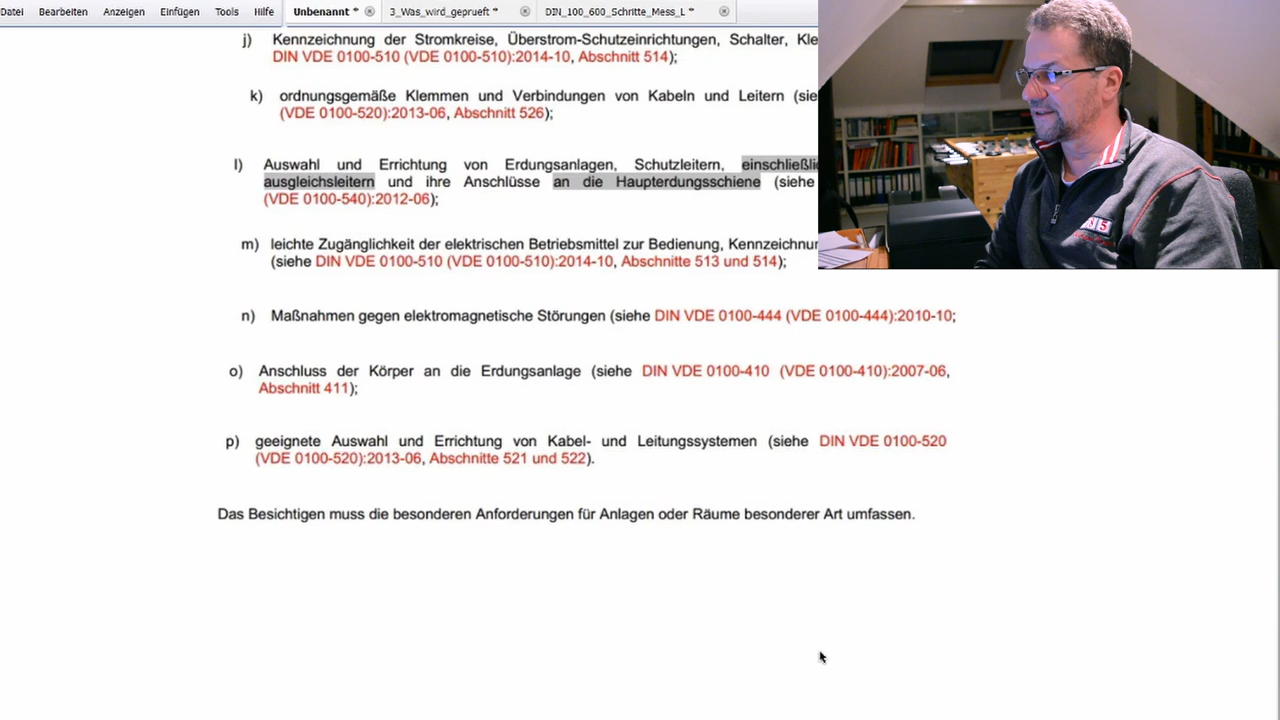 Datei Bearbeiten Anzeigen Einfügen Tools Hilfe Unbenannt * 3_Was_wird_geprueft * DIN_100_600_Schritte_Mess_L *
j) Kennzeichnung der Stromkreise, Überstrom-Schutzeinrichtungen, Schalter, Kle
DIN VDE 0100-510 (VDE 0100-510):2014-10, Abschnitt 514);
k) ordnungsgemäße Klemmen und Verbindungen von Kabeln und Leitern (sie
(VDE 0100-520):2013-06, Abschnitt 526);
l) Auswahl und Errichtung von Erdungsanlagen, Schutzleitern, einschließli
ausgleichsleitern und ihre Anschlüsse an die Haupterdungsschiene (siehe
(VDE 0100-540):2012-06);
m) leichte Zugänglichkeit der elektrischen Betriebsmittel zur Bedienung, Kennzeichnu
(siehe DIN VDE 0100-510 (VDE 0100-510):2014-10, Abschnitte 513 und 514);
n) Maßnahmen gegen elektromagnetische Störungen (siehe DIN VDE 0100-444 (VDE 0100-444):2010-10;
o) Anschluss der Körper an die Erdungsanlage (siehe DIN VDE 0100-410 (VDE 0100-410):2007-06,
Abschnitt 411);
p) geeignete Auswahl und Errichtung von Kabel- und Leitungssystemen (siehe DIN VDE 0100-520
(VDE 0100-520):2013-06, Abschnitte 521 und 522).
Das Besichtigen muss die besonderen Anforderungen für Anlagen oder Räume besonderer Art umfassen.